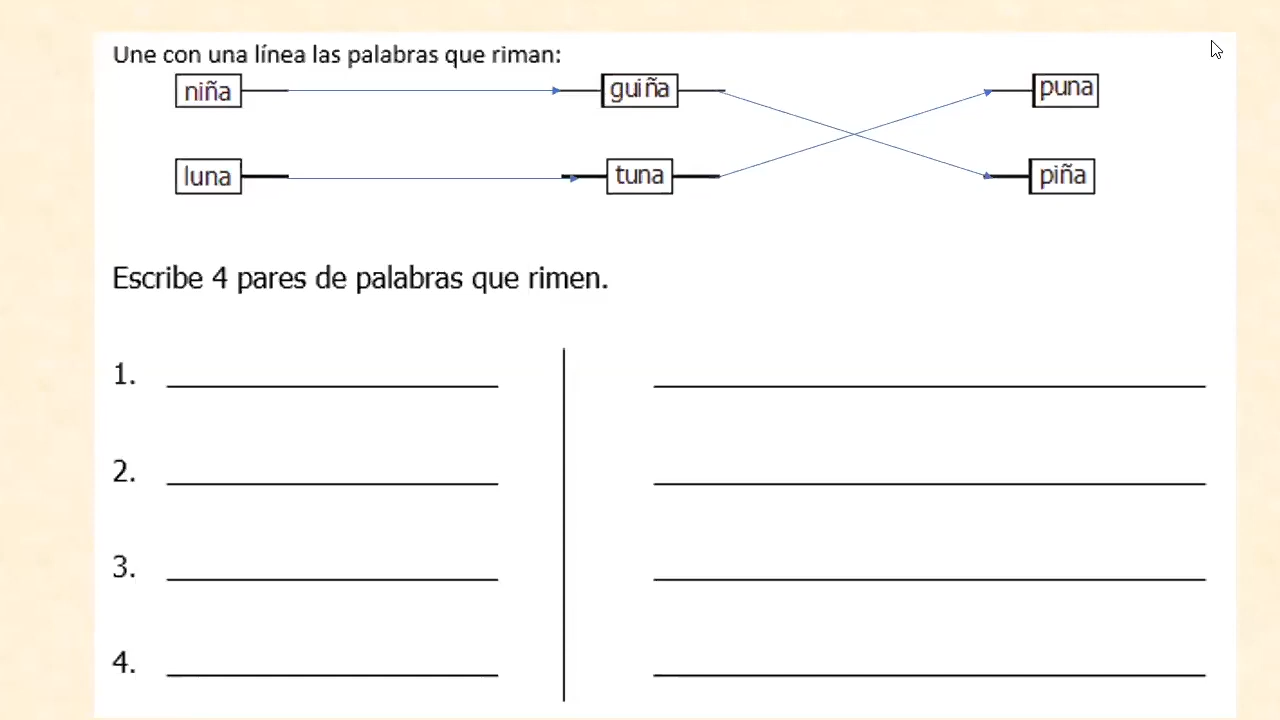 Une con una línea las palabras que riman:
niña guiña puna
luna tuna piña
Escribe 4 pares de palabras que rimen.
1.
2.
3.
4.